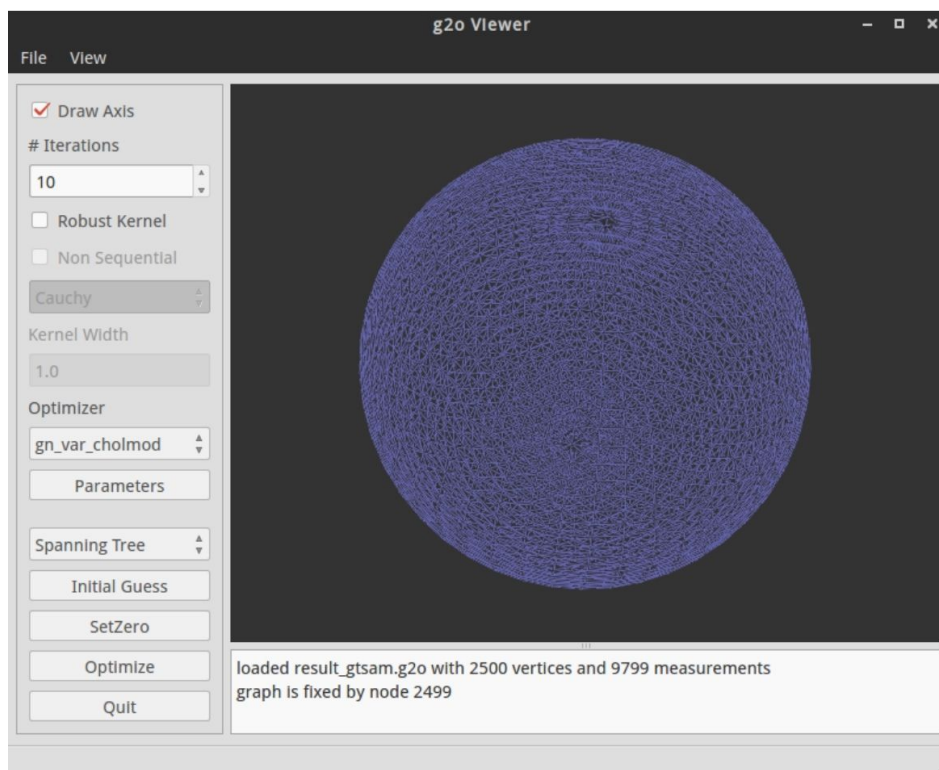 g2o Viewer
File View
Draw Axis
# Iterations
10
Robust Kernel
Non Sequential
Cauchy
Kernel Width
1.0
Optimizer
gn_var_cholmod
Parameters
Spanning Tree
Initial Guess
SetZero
Optimize
Quit
loaded result_gtsam.g2o with 2500 vertices and 9799 measurements
graph is fixed by node 2499